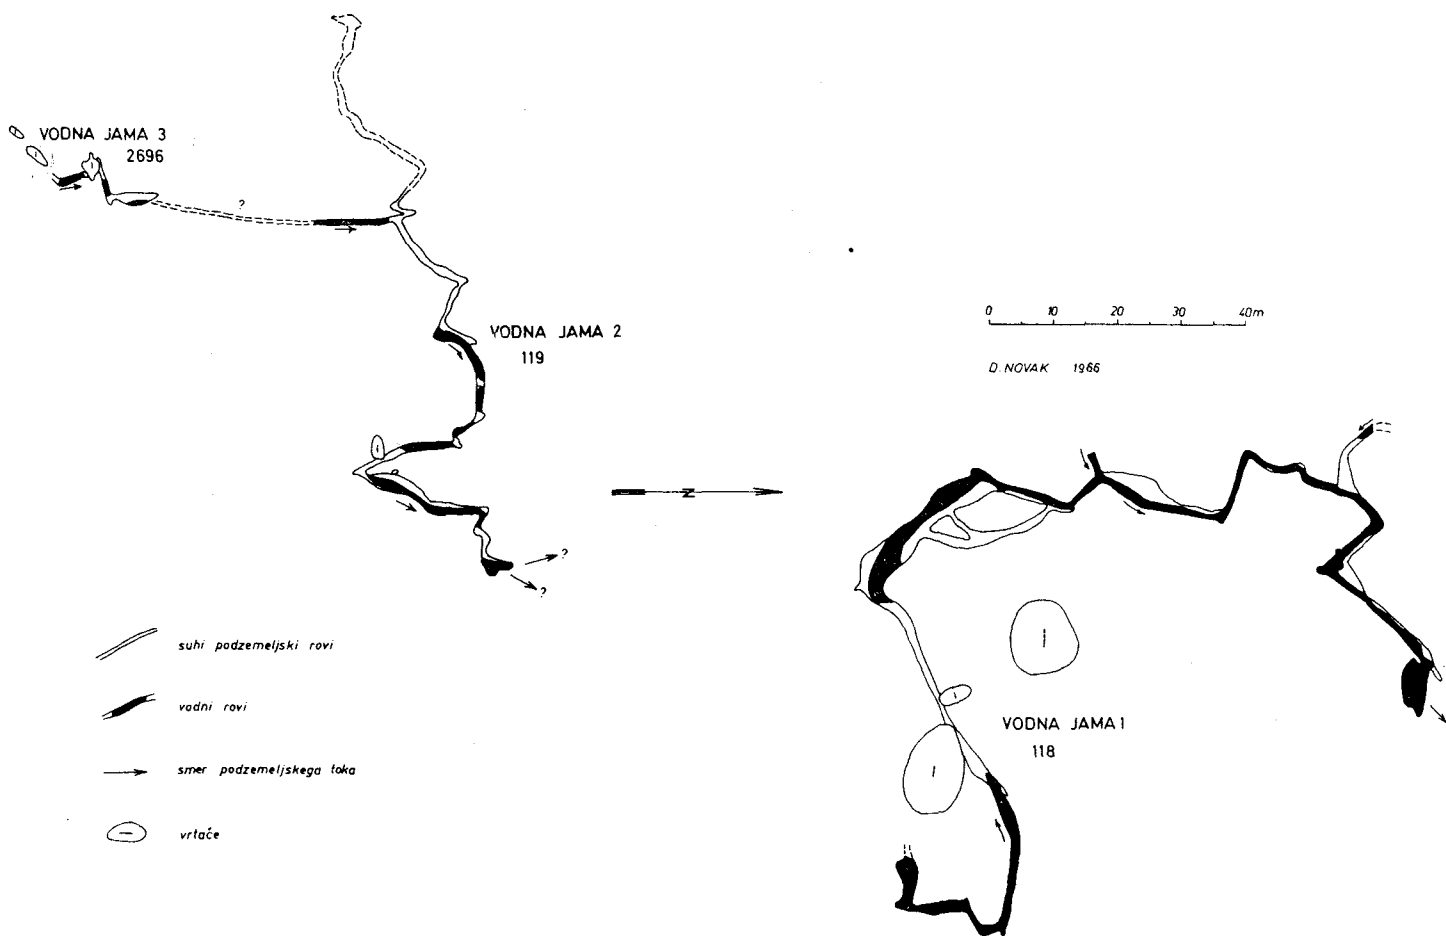 VODNA JAMA 3
2696
?
VODNA JAMA 2
119
0 10 20 30 40m
D. NOVAK 1966
N
?
?
suhi podzemeljski rovi
vodni rovi
smer podzemeljskega toka
vrtače
VODNA JAMA 1
118